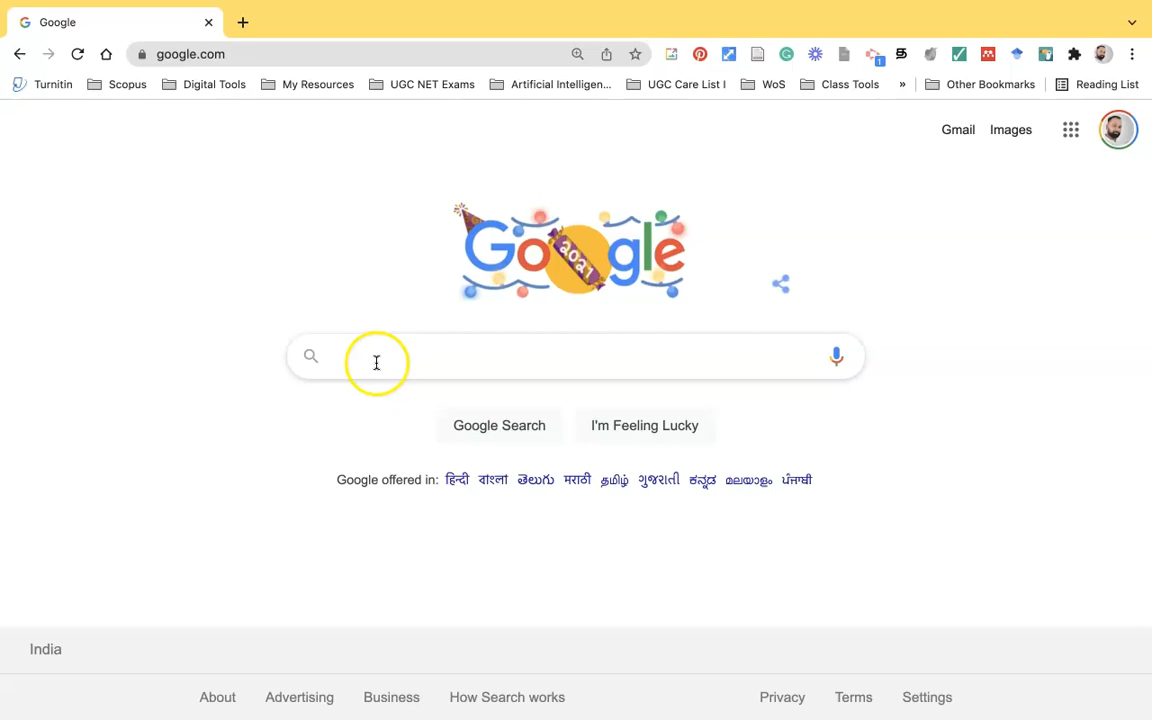 Google
google.com
Turnitin Scopus Digital Tools My Resources UGC NET Exams Artificial Intelligen... UGC Care List I WoS Class Tools » Other Bookmarks Reading List
1
Gmail Images
Google
2021
Google Search I'm Feeling Lucky
Google offered in: हिन्दी বাংলা తెలుగు मराठी தமிழ் ગુજરાતી ಕನ್ನಡ മലയാളം ਪੰਜਾਬੀ
India
About Advertising Business How Search works Privacy Terms Settings